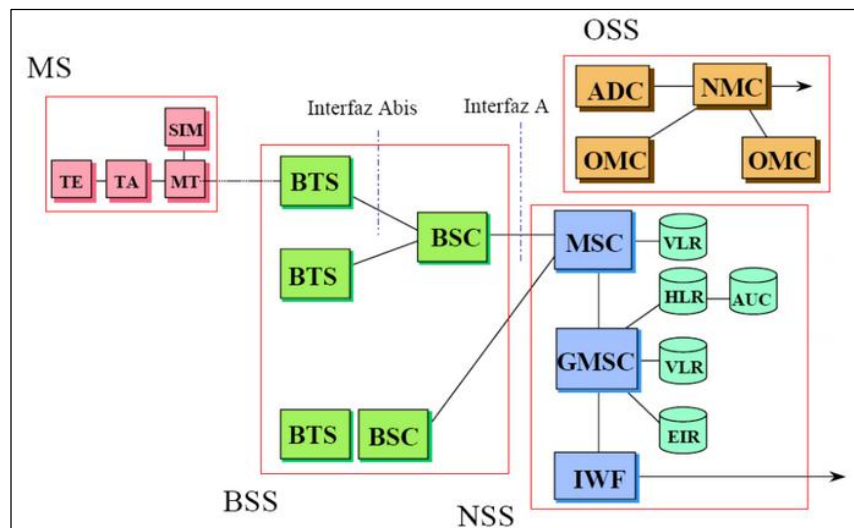 OSS
MS
ADC
NMC
Interfaz Abis
Interfaz A
SIM
OMC
OMC
TE
TA
MT
BTS
BSC
MSC
VLR
BTS
HLR
AUC
GMSC
VLR
BTS
BSC
EIR
IWF
BSS
NSS